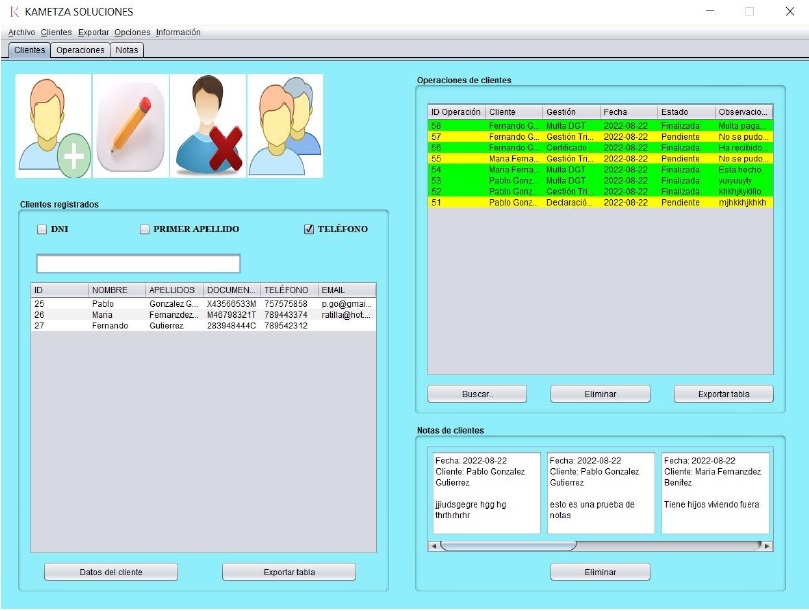 KAMETZA SOLUCIONES
Archivo Clientes Exportar Opciones Información
Clientes Operaciones Notas
Clientes registrados
DNI PRIMER APELLIDO TELÉFONO
ID NOMBRE APELLIDOS DOCUMEN... TELÉFONO EMAIL
25 Pablo Gonzalez G... X43566533M 757575858 p.go@gmai...
26 Maria Fernanzdez... M46798321T 789443374 ratilla@hot....
27 Fernando Gutierrez 283948444C 789542312
Datos del cliente Exportar tabla
Operaciones de clientes
ID Operación Cliente Gestión Fecha Estado Observacio...
58 Fernando G... Multa DGT 2022-08-22 Finalizada Multa paga...
57 Fernando G... Gestión Tri... 2022-08-22 Pendiente No se pudo...
56 Fernando G... Certificado ... 2022-08-22 Finalizada Ha recibido...
55 Maria Ferna... Gestión Tri... 2022-08-22 Pendiente No se pudo...
54 Maria Ferna... Multa DGT 2022-08-22 Finalizada Esta hecho
53 Pablo Gonz... Multa DGT 2022-08-22 Finalizada
52 Pablo Gonz... Gestión Tri... 2022-08-22 Finalizada
51 Pablo Gonz... Declaració... 2022-08-22 Pendiente mjhkkhjkhkh
Buscar.. Eliminar Exportar tabla
Notas de clientes
Fecha: 2022-08-22
Cliente: Pablo Gonzalez
Gutierrez
jjiudsgegre hgg hg
thrthrhrhr
Fecha: 2022-08-22
Cliente: Pablo Gonzalez
Gutierrez
esto es una prueba de
notas
Fecha: 2022-08-22
Cliente: Maria Fernanzdez
Benitez
Tiene hijos viviendo fuera
Eliminar